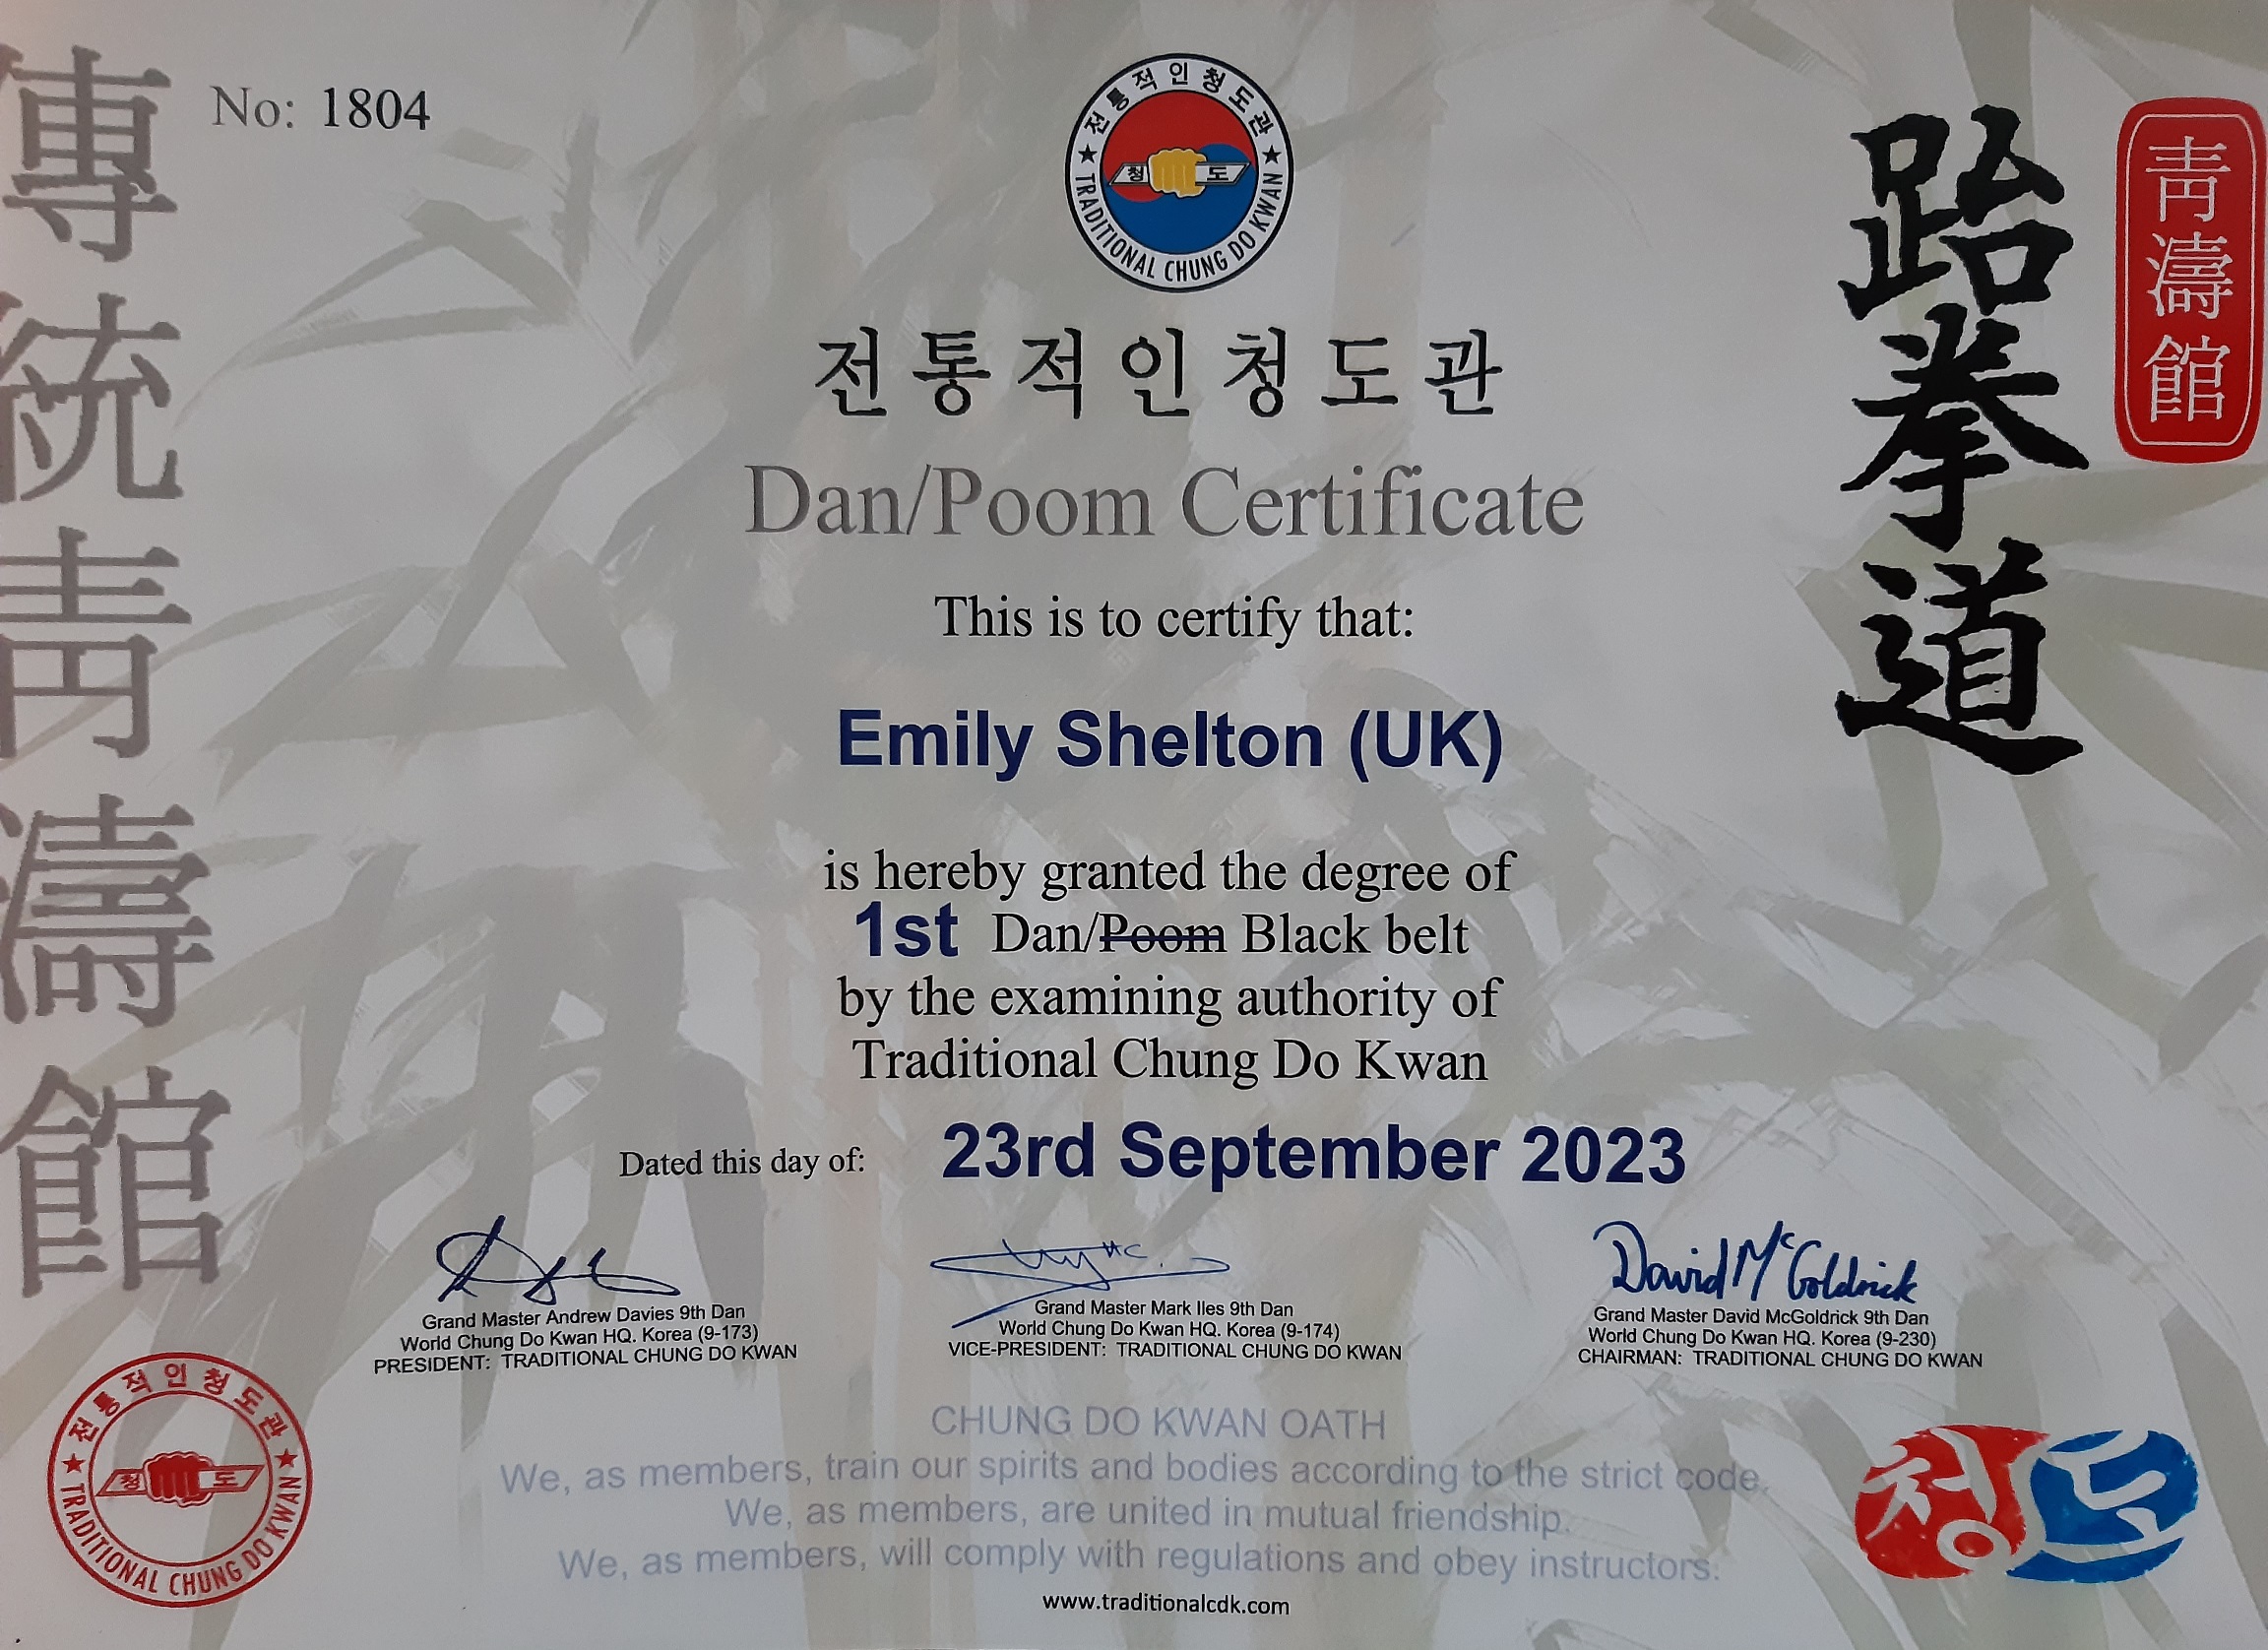 No: 1804
전통적인청도관
청 도
TRADITIONAL CHUNG DO KWAN
傳統靑濤館
跆拳道
靑濤館
전통적인청도관
Dan/Poom Certificate
This is to certify that:
Emily Shelton (UK)
is hereby granted the degree of
1st Dan/Poom Black belt
by the examining authority of
Traditional Chung Do Kwan
Dated this day of: 23rd September 2023
David McGoldrick
Grand Master Andrew Davies 9th Dan
World Chung Do Kwan HQ. Korea (9-173)
PRESIDENT: TRADITIONAL CHUNG DO KWAN
Grand Master Mark Iles 9th Dan
World Chung Do Kwan HQ. Korea (9-174)
VICE-PRESIDENT: TRADITIONAL CHUNG DO KWAN
Grand Master David McGoldrick 9th Dan
World Chung Do Kwan HQ. Korea (9-230)
CHAIRMAN: TRADITIONAL CHUNG DO KWAN
전통적인청도관
청 도
TRADITIONAL CHUNG DO KWAN
CHUNG DO KWAN OATH
We, as members, train our spirits and bodies according to the strict code.
We, as members, are united in mutual friendship.
We, as members, will comply with regulations and obey instructors.
청도
www.traditionalcdk.com